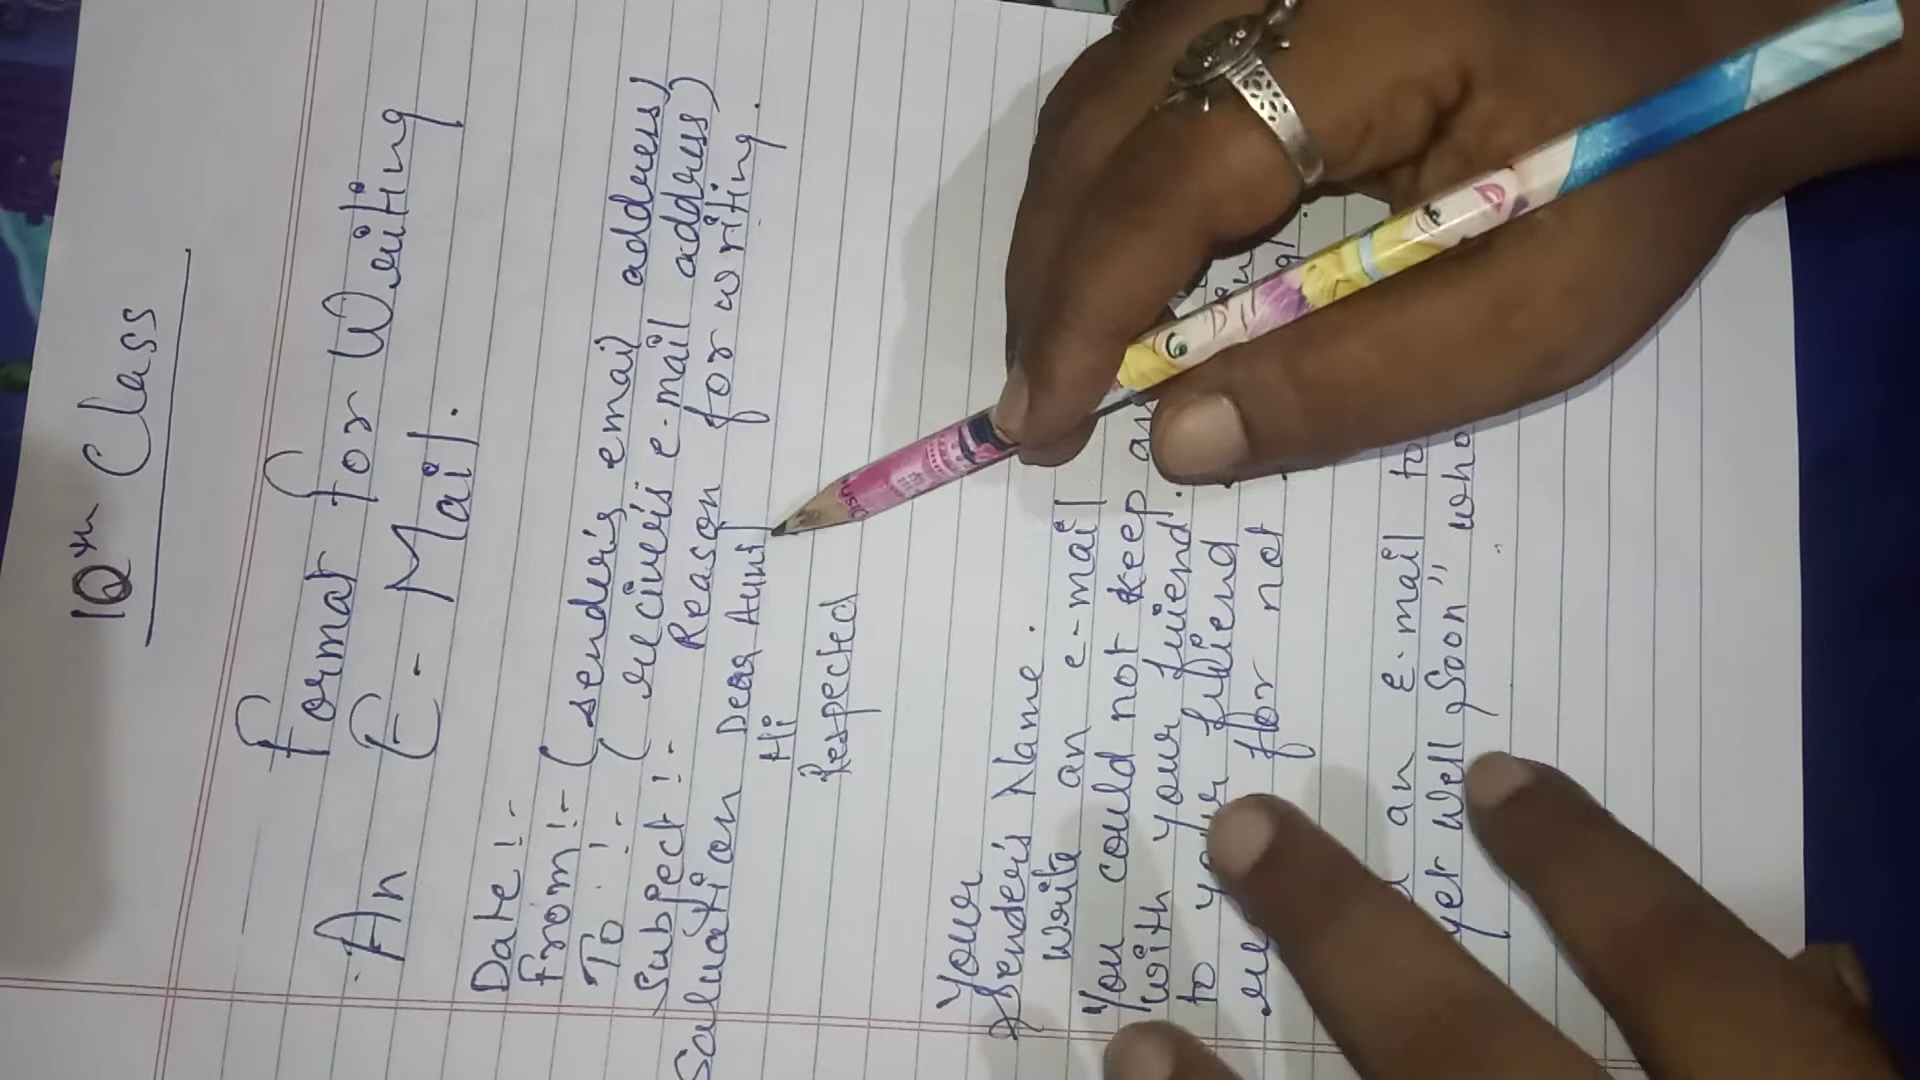 10th Class
Format for Writing
An E-Mail.
Date :-
From :- (sender's email address)
To :- (reciver's e-mail address)
Subject :- Reason for writing.
Salutation Dear Aunt
Hi
Respected
Your
Sender's Name.
Write an e-mail
You could not keep
with your friend.
to your friend
for not
an E-mail to
Well Soon" who